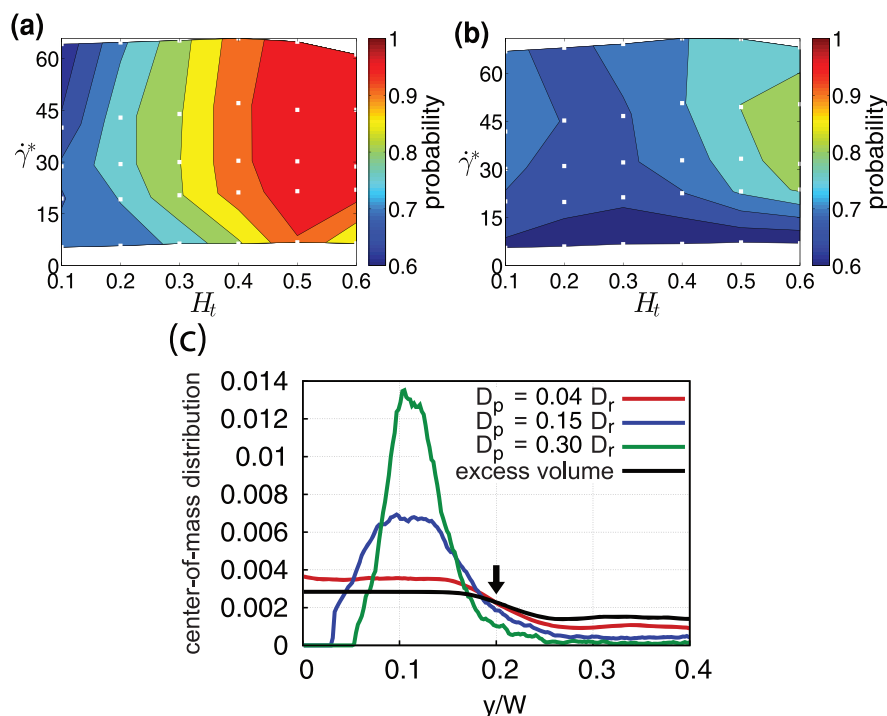 (a)
(b)
60
45
30
15
0
γ̇*
0.1 0.2 0.3 0.4 0.5 0.6
H_t
1
0.9
0.8
0.7
0.6
probability
60
45
30
15
0
γ̇*
0.1 0.2 0.3 0.4 0.5 0.6
H_t
1
0.9
0.8
0.7
0.6
probability
(c)
center-of-mass distribution
0.014
0.012
0.01
0.008
0.006
0.004
0.002
0
D_p = 0.04 D_r
D_p = 0.15 D_r
D_p = 0.30 D_r
excess volume
0 0.1 0.2 0.3 0.4
y/W